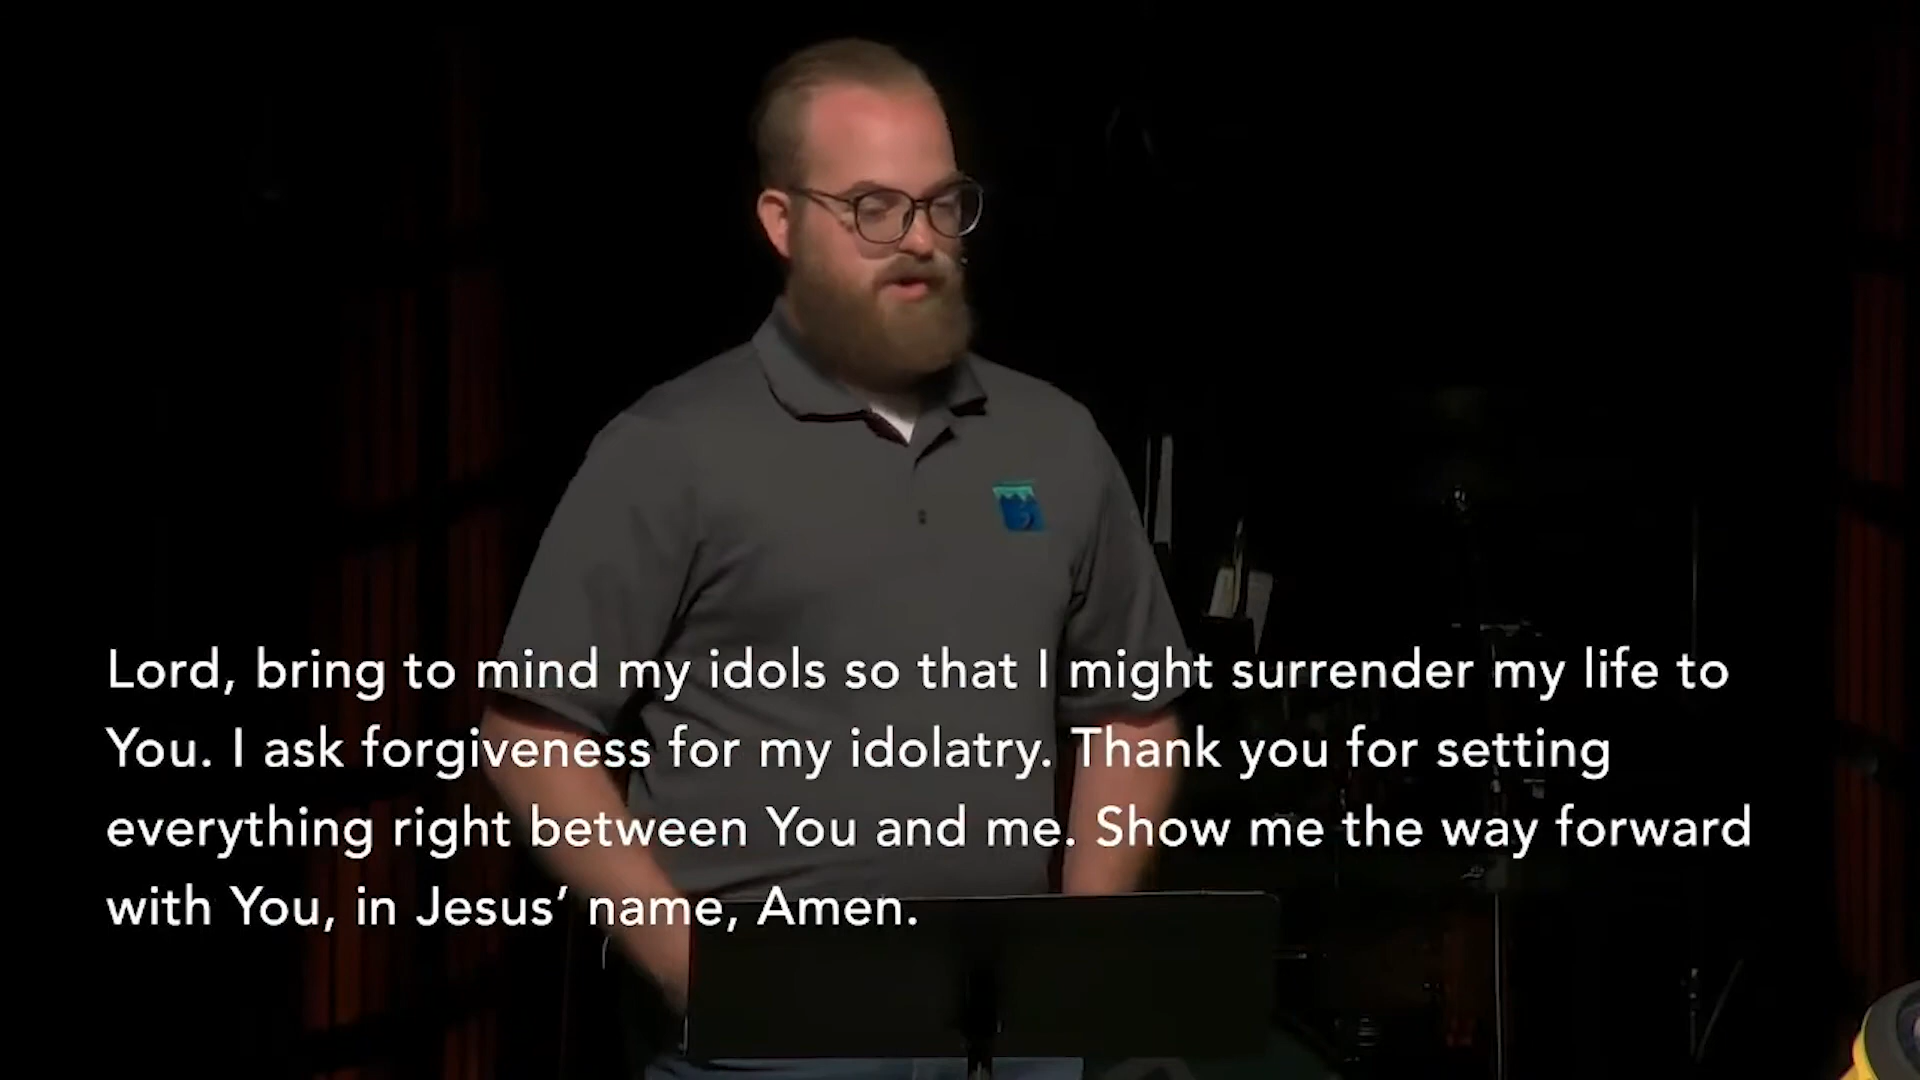 Lord, bring to mind my idols so that I might surrender my life to
You. I ask forgiveness for my idolatry. Thank you for setting
everything right between You and me. Show me the way forward
with You, in Jesus’ name, Amen.